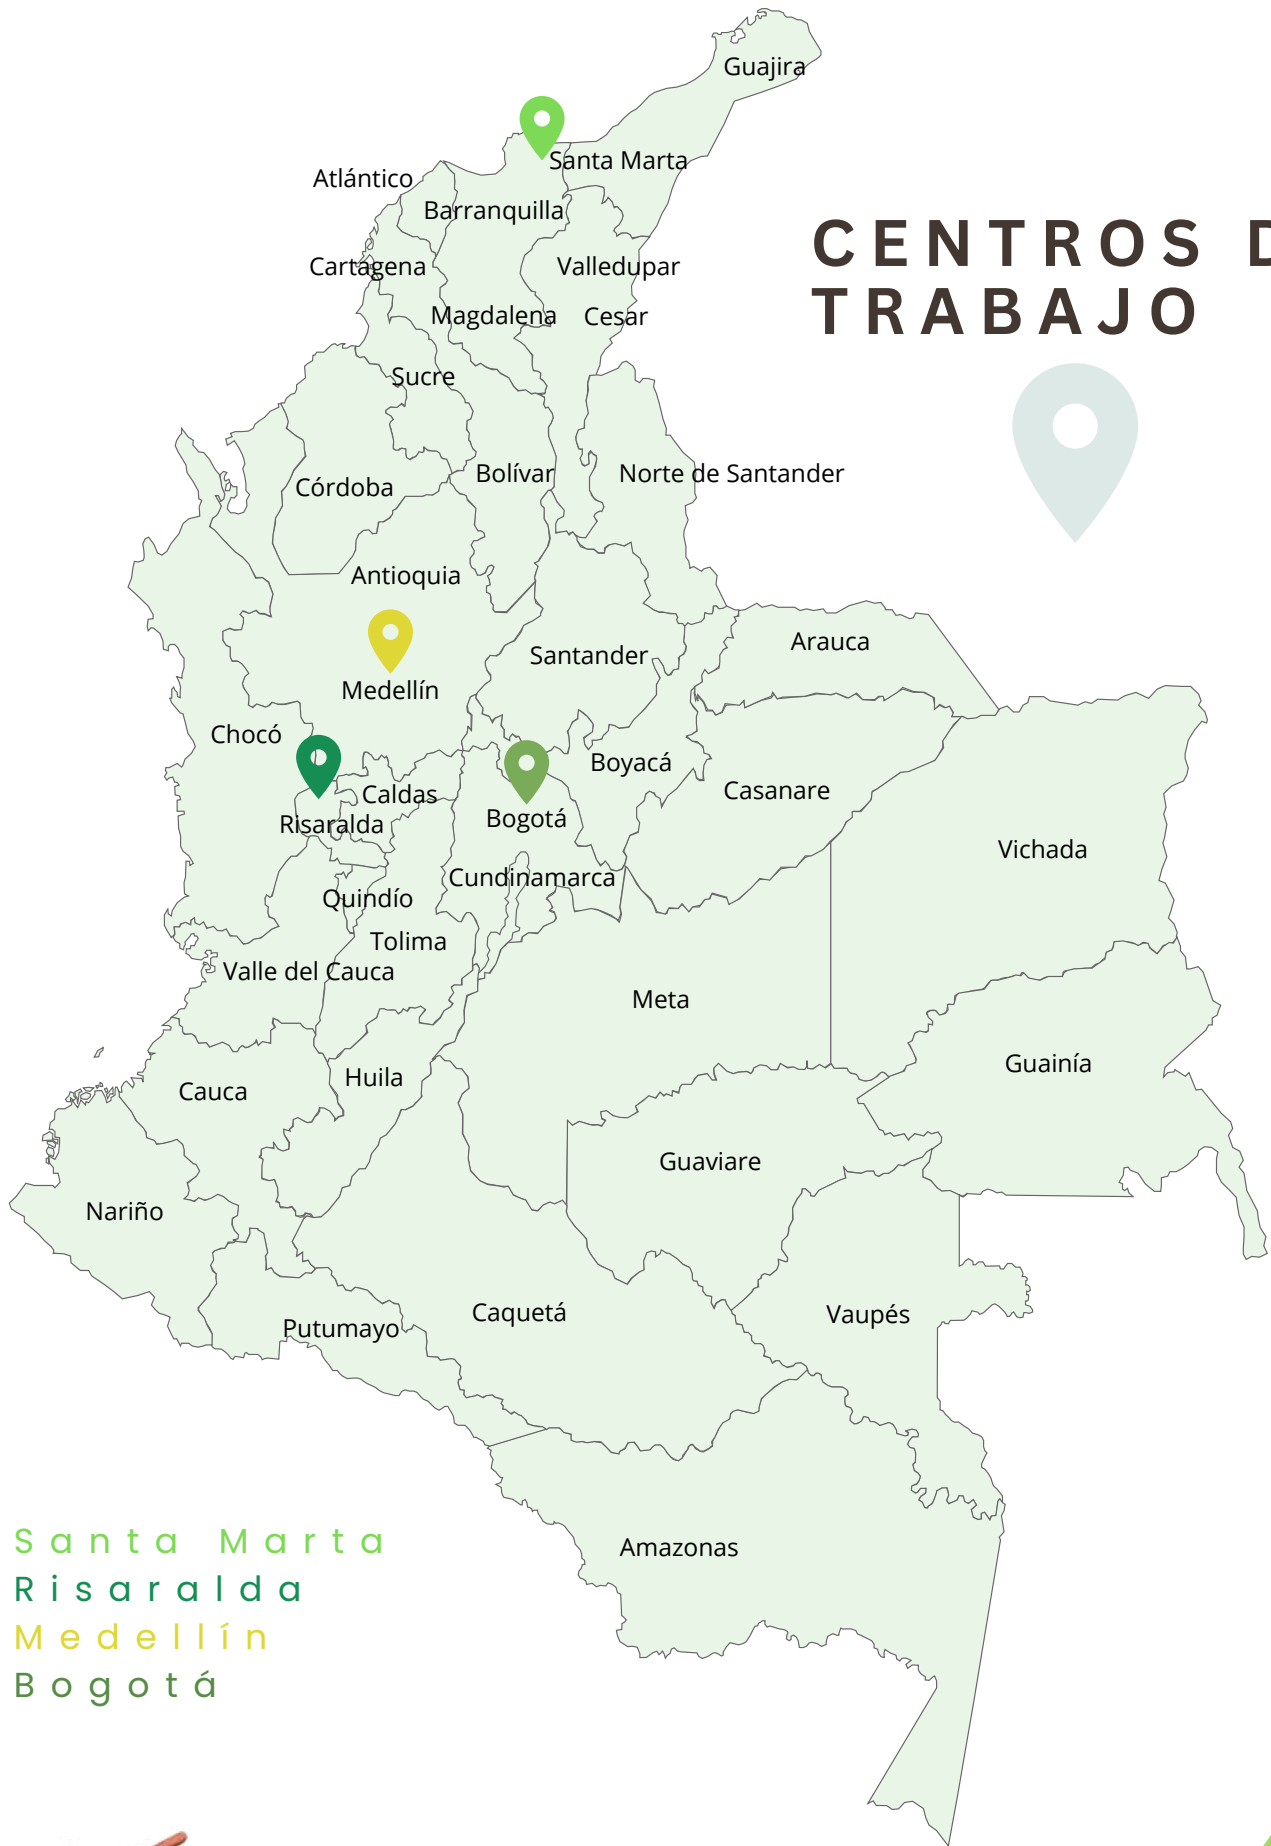 Guajira
Santa Marta
Atlántico
Barranquilla
CENTROS D
TRABAJO
Cartagena
Valledupar
Magdalena
Cesar
Sucre
Córdoba
Bolívar
Norte de Santander
Antioquia
Arauca
Santander
Medellín
Chocó
Boyacá
Casanare
Caldas
Risaralda
Bogotá
Vichada
Cundinamarca
Quindío
Tolima
Valle del Cauca
Meta
Guainía
Huila
Cauca
Guaviare
Nariño
Caquetá
Vaupés
Putumayo
Amazonas
Santa Marta
Risaralda
Medellín
Bogotá